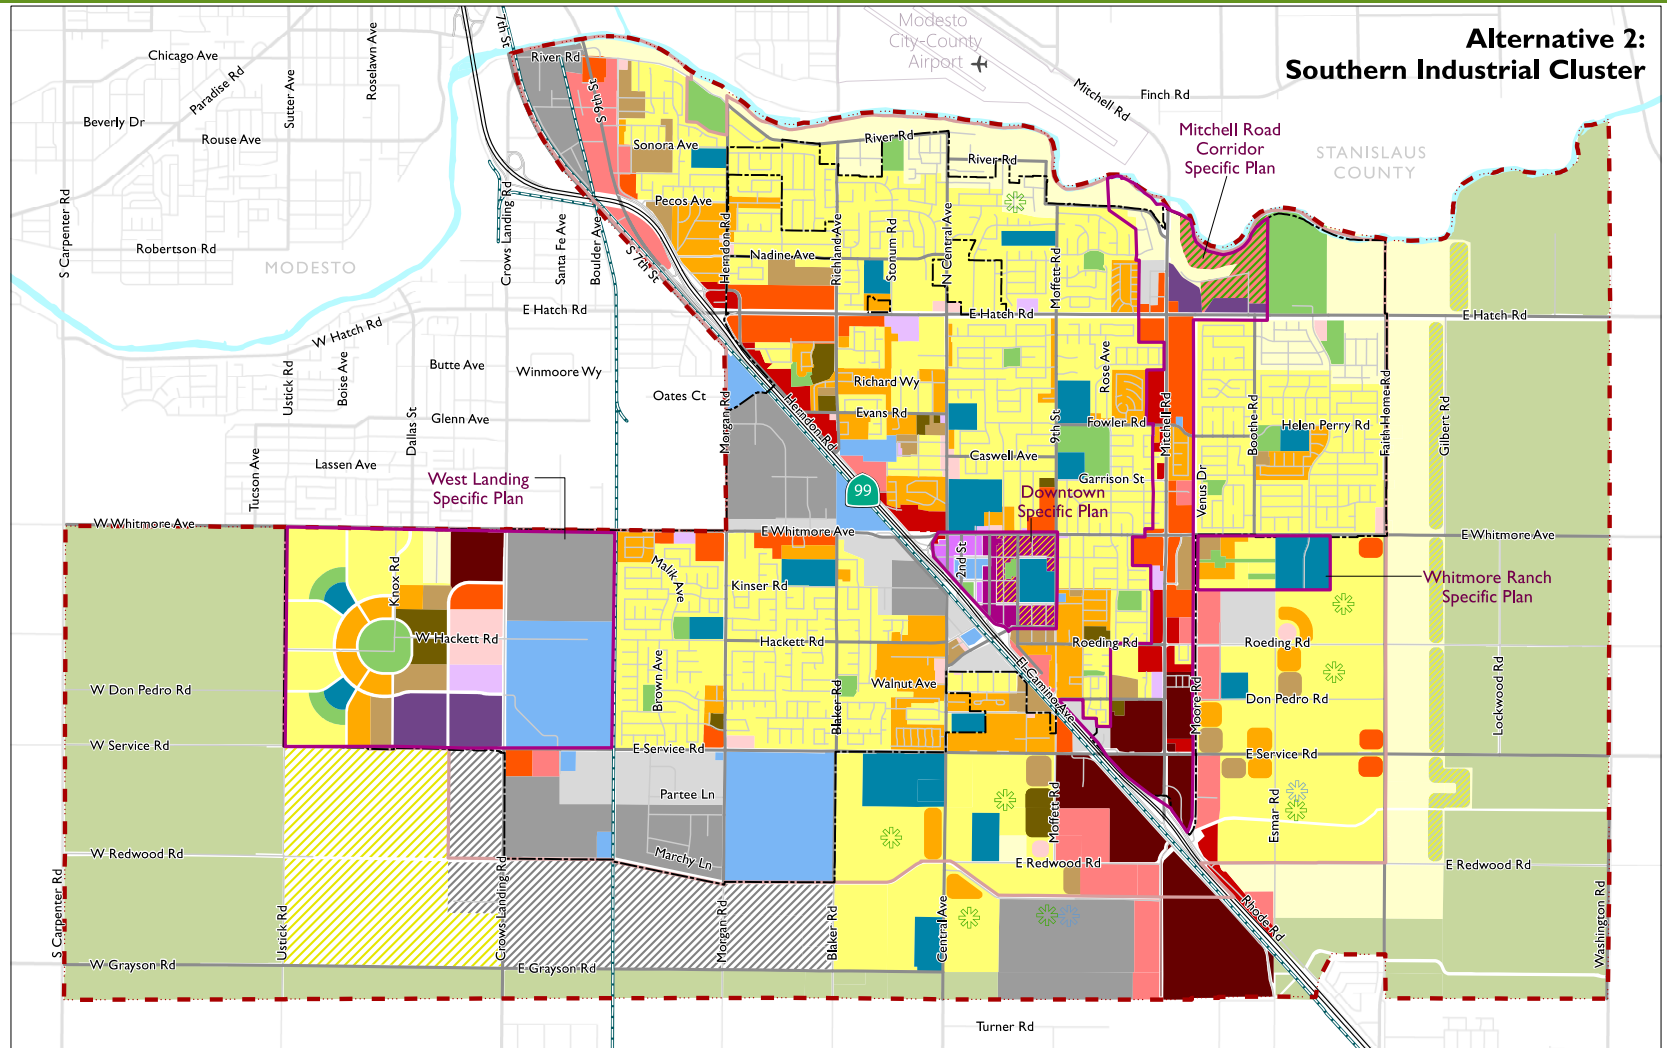 Alternative 2:
Southern Industrial Cluster
Modesto
City-County
Airport
7th St
River Rd
S 9th St
Chicago Ave
Paradise Rd
Sutter Ave
Roselawn Ave
Beverly Dr
Rouse Ave
Mitchell Rd
Finch Rd
Mitchell Road
Corridor
Specific Plan
STANISLAUS
COUNTY
Sonora Ave
River Rd
River Rd
S Carpenter Rd
Crows Landing Rd
Santa Fe Ave
Boulder Ave
Pecos Ave
Herndon Rd
Richland Ave
Stonum Rd
N Central Ave
Moffett Rd
Robertson Rd
MODESTO
S 7th St
Nadine Ave
W Hatch Rd
E Hatch Rd
E Hatch Rd
E Hatch Rd
Ustick Rd
Boise Ave
Butte Ave
Winmoore Wy
Oates Ct
Dallas St
Glenn Ave
Tucson Ave
Lassen Ave
Morgan Rd
Herndon Rd
Richard Wy
Evans Rd
Caswell Ave
9th St
Rose Ave
Fowler Rd
Garrison St
Mitchell Rd
Venus Dr
Boothe Rd
Helen Perry Rd
Faith Home Rd
Gilbert Rd
99
West Landing
Specific Plan
Downtown
Specific Plan
W Whitmore Ave
E Whitmore Ave
E Whitmore Ave
Knox Rd
Malik Ave
Kinser Rd
2nd St
Whitmore Ranch
Specific Plan
W Hackett Rd
Hackett Rd
Roeding Rd
Roeding Rd
Brown Ave
Blaker Rd
Walnut Ave
El Camino Ave
Moore Rd
Lockwood Rd
W Don Pedro Rd
Don Pedro Rd
W Service Rd
E Service Rd
E Service Rd
Partee Ln
Marchy Ln
Moffett Rd
Esmar Rd
W Redwood Rd
E Redwood Rd
E Redwood Rd
S Carpenter Rd
Ustick Rd
Crows Landing Rd
Morgan Rd
Blaker Rd
Central Ave
Rhode Rd
Washington Rd
W Grayson Rd
E Grayson Rd
Turner Rd